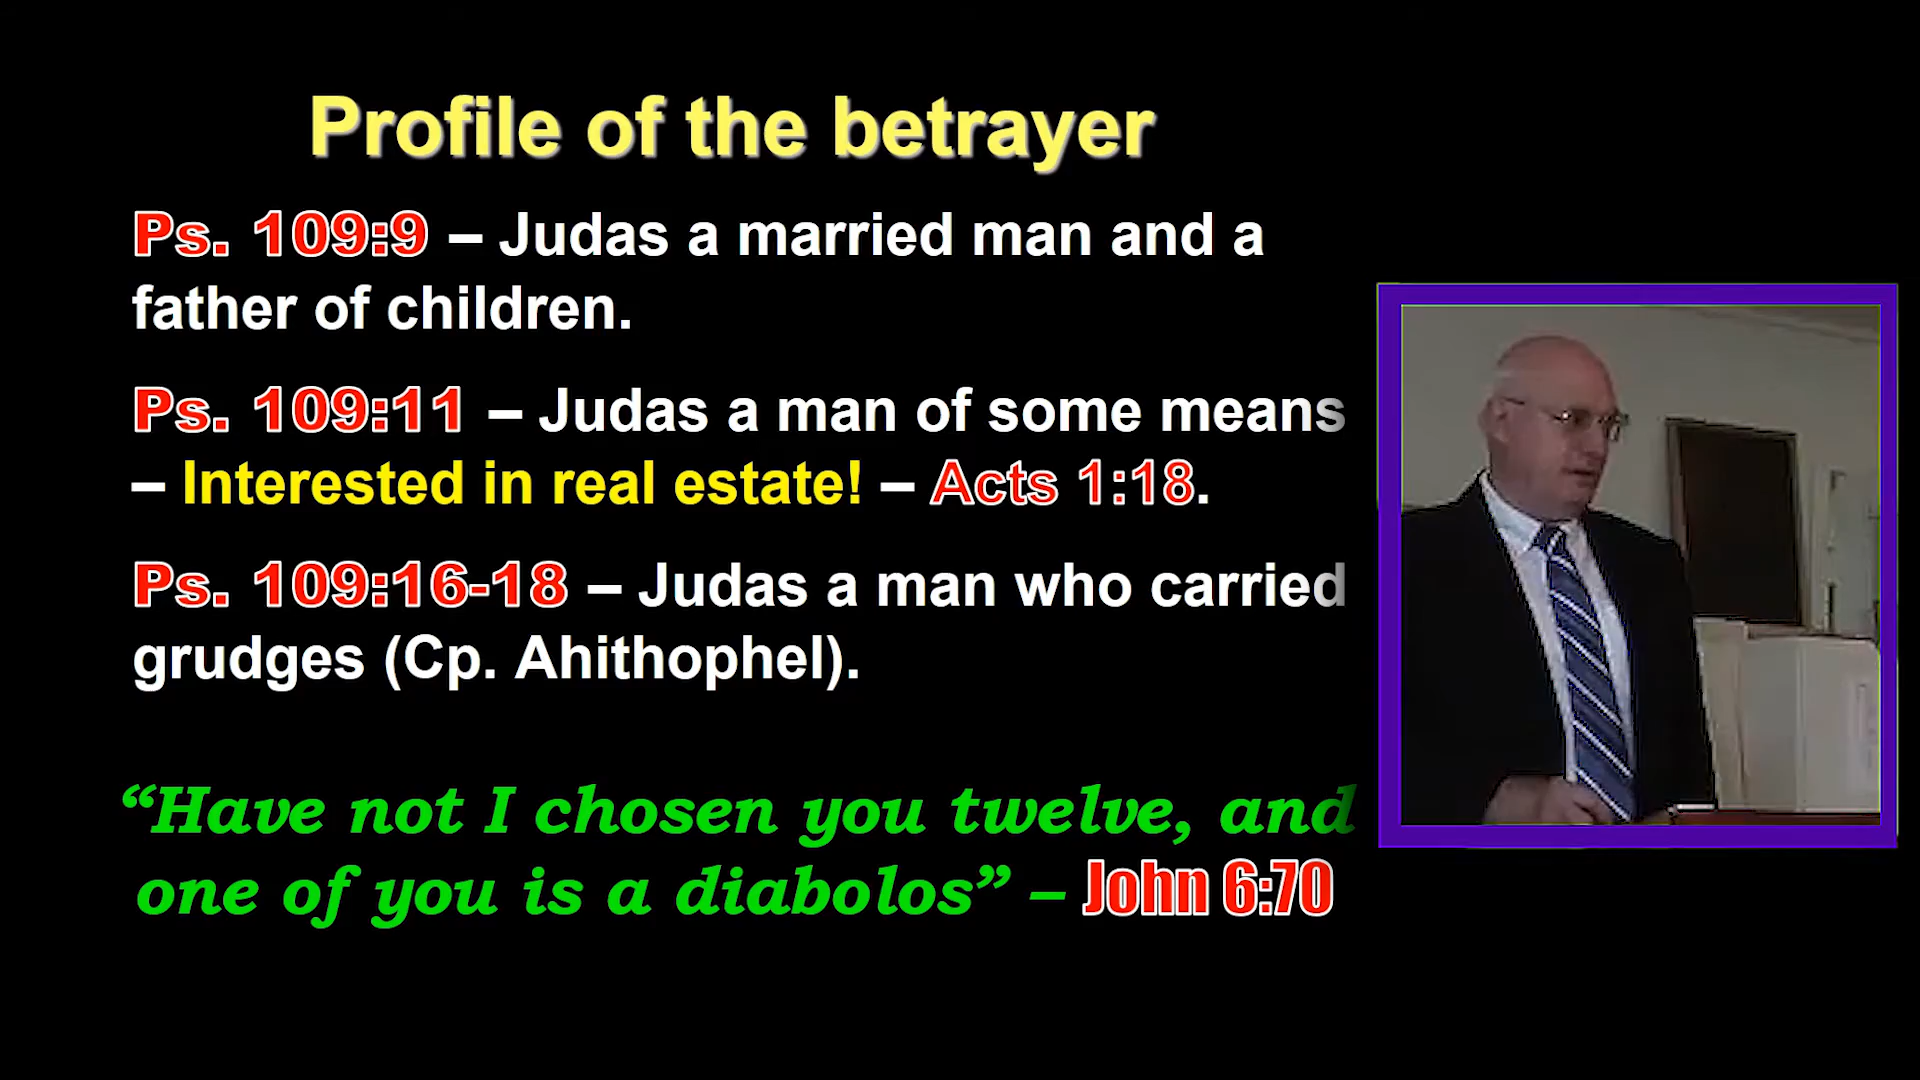 Profile of the betrayer
Ps. 109:9 – Judas a married man and a
father of children.
Ps. 109:11 – Judas a man of some means
– Interested in real estate! – Acts 1:18.
Ps. 109:16-18 – Judas a man who carried
grudges (Cp. Ahithophel).
“Have not I chosen you twelve, and
one of you is a diabolos” – John 6:70